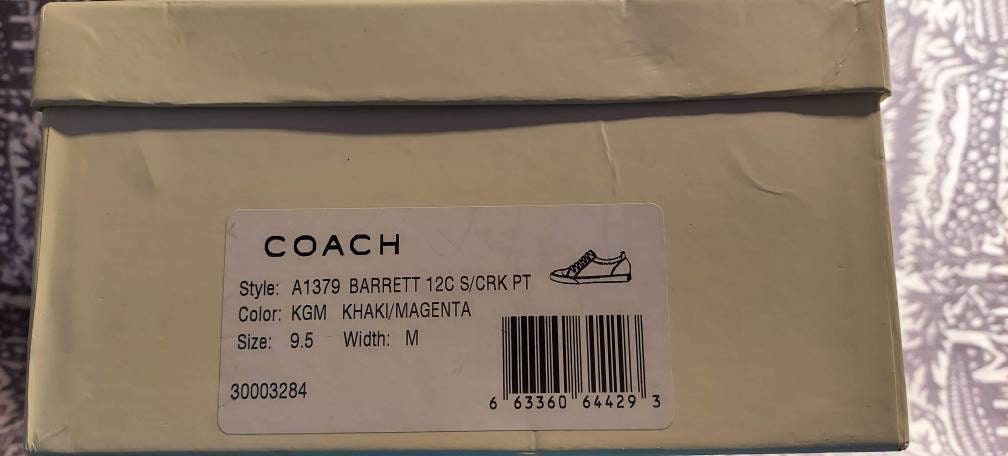 COACH
Style: A1379 BARRETT 12C S/CRK PT
Color: KGM KHAKI/MAGENTA
Size: 9.5 Width: M
30003284
6 63360 64429 3